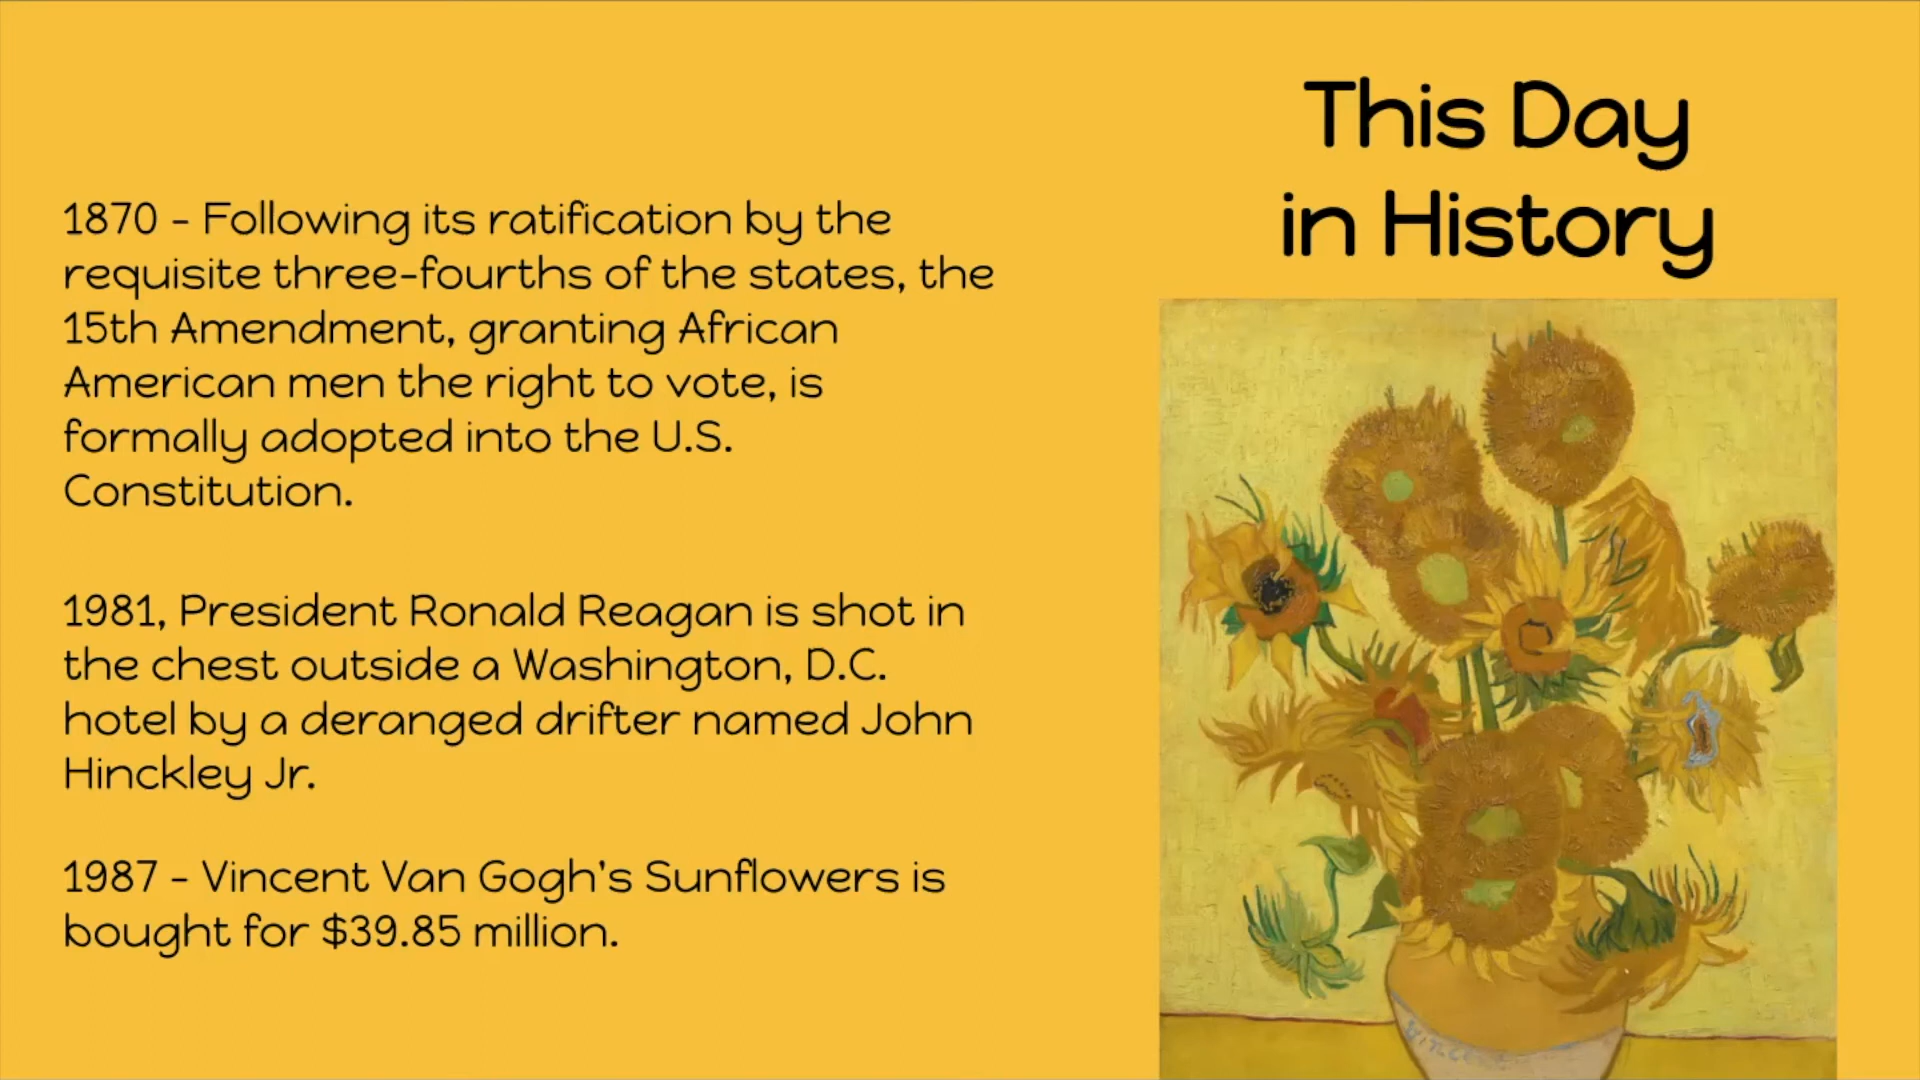 This Day
in History
1870 - Following its ratification by the
requisite three-fourths of the states, the
15th Amendment, granting African
American men the right to vote, is
formally adopted into the U.S.
Constitution.
1981, President Ronald Reagan is shot in
the chest outside a Washington, D.C.
hotel by a deranged drifter named John
Hinckley Jr.
1987 - Vincent Van Gogh's Sunflowers is
bought for $39.85 million.